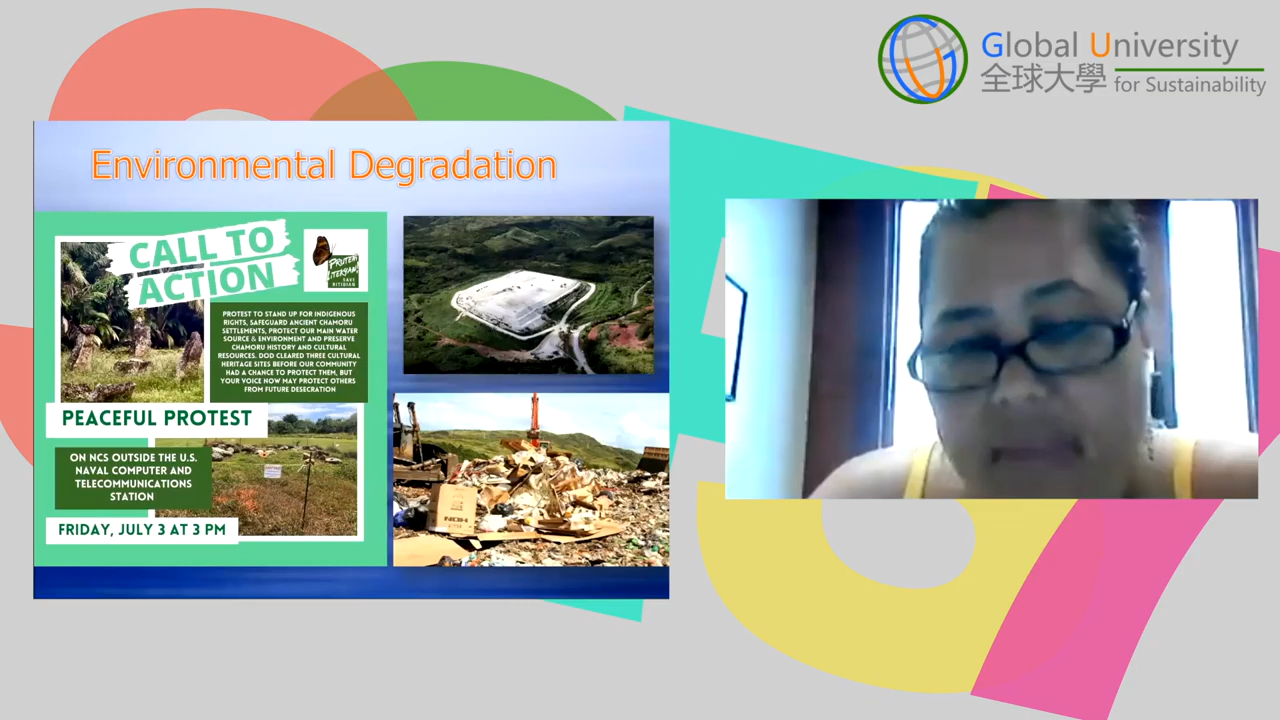 Global University
全球大學 for Sustainability
Environmental Degradation
CALL TO
ACTION
PRUTEHI
LITEKYAN
SAVE
RITIDIAN
PROTEST TO STAND UP FOR INDIGENOUS
RIGHTS, SAFEGUARD ANCIENT CHAMORU
SETTLEMENTS, PROTECT OUR MAIN WATER
SOURCE & ENVIRONMENT AND PRESERVE
CHAMORU HISTORY AND CULTURAL
RESOURCES. DOD CLEARED THREE CULTURAL
HERITAGE SITES BEFORE OUR COMMUNITY
HAD A CHANCE TO PROTECT THEM, BUT
YOUR VOICE NOW MAY PROTECT OTHERS
FROM FUTURE DESECRATION
PEACEFUL PROTEST
ON NCS OUTSIDE THE U.S.
NAVAL COMPUTER AND
TELECOMMUNICATIONS
STATION
FRIDAY, JULY 3 AT 3 PM